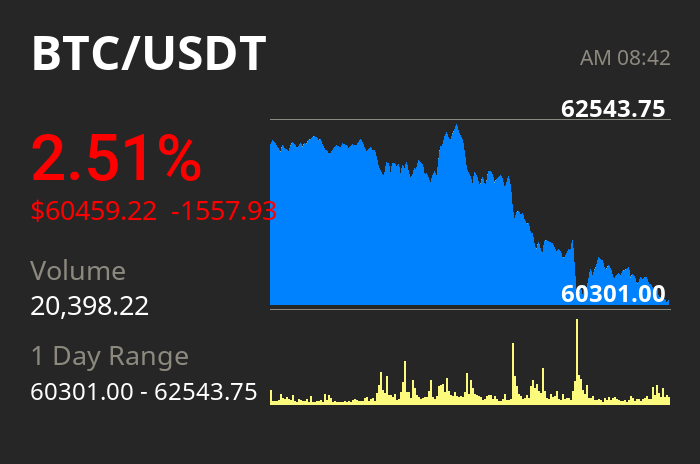 BTC/USDT
AM 08:42
62543.75
2.51%
$60459.22 -1557.93
Volume
20,398.22
60301.00
1 Day Range
60301.00 - 62543.75